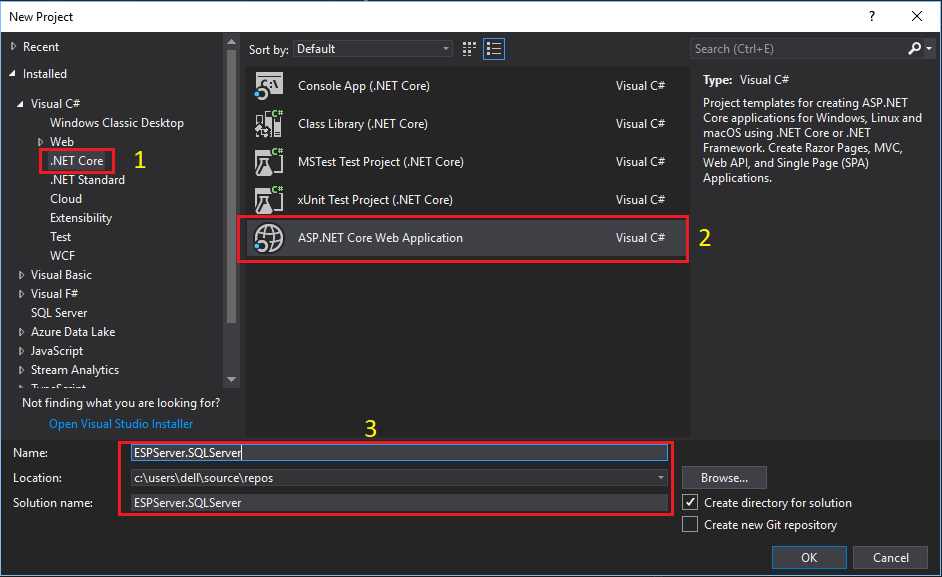 New Project
?
Recent
Installed
Visual C#
Windows Classic Desktop
Web
.NET Core
1
.NET Standard
Cloud
Extensibility
Test
WCF
Visual Basic
Visual F#
SQL Server
Azure Data Lake
JavaScript
Stream Analytics
TypeScript
Not finding what you are looking for?
Open Visual Studio Installer
Sort by: Default
Console App (.NET Core) Visual C#
Class Library (.NET Core) Visual C#
MSTest Test Project (.NET Core) Visual C#
xUnit Test Project (.NET Core) Visual C#
ASP.NET Core Web Application Visual C#
2
Search (Ctrl+E)
Type: Visual C#
Project templates for creating ASP.NET
Core applications for Windows, Linux and
macOS using .NET Core or .NET
Framework. Create Razor Pages, MVC,
Web API, and Single Page (SPA)
Applications.
3
Name: ESPServer.SQLServer
Location: c:\users\dell\source\repos
Solution name: ESPServer.SQLServer
Browse...
Create directory for solution
Create new Git repository
OK
Cancel